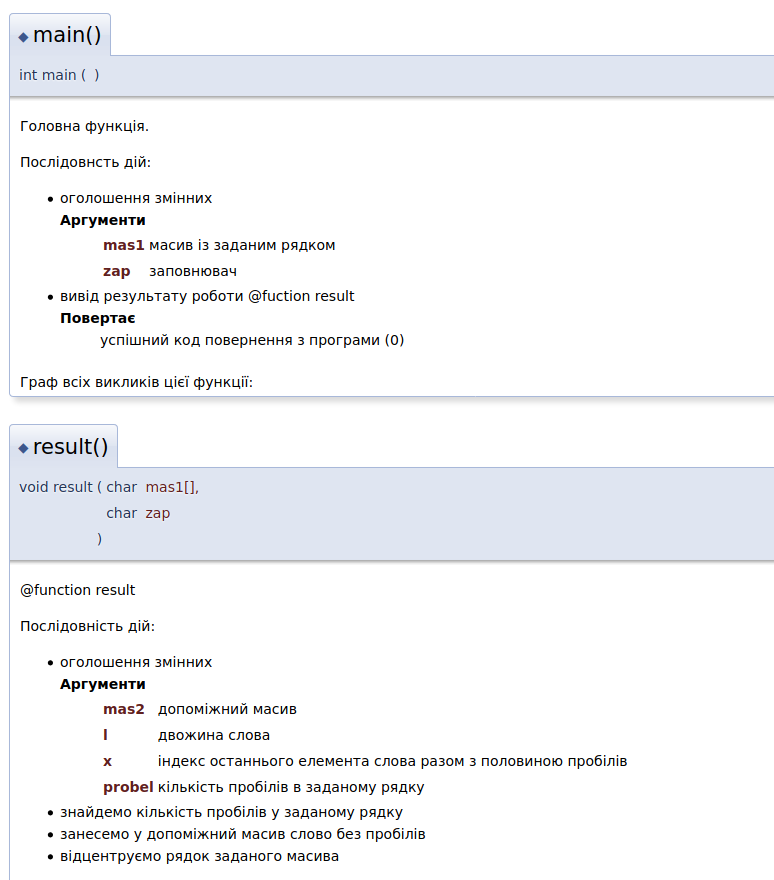 main()
int main ( )
Головна функція.
Послідовнсть дій:
оголошення змінних
Аргументи
mas1 масив із заданим рядком
zap заповнювач
вивід результату роботи @fuction result
Повертає
успішний код повернення з програми (0)
Граф всіх викликів цієї функції:
result()
void result ( char mas1[],
char zap
)
@function result
Послідовність дій:
оголошення змінних
Аргументи
mas2 допоміжний масив
l двожина слова
x індекс останнього елемента слова разом з половиною пробілів
probel кількість пробілів в заданому рядку
знайдемо кількість пробілів у заданому рядку
занесемо у допоміжний масив слово без пробілів
відцентруємо рядок заданого масива